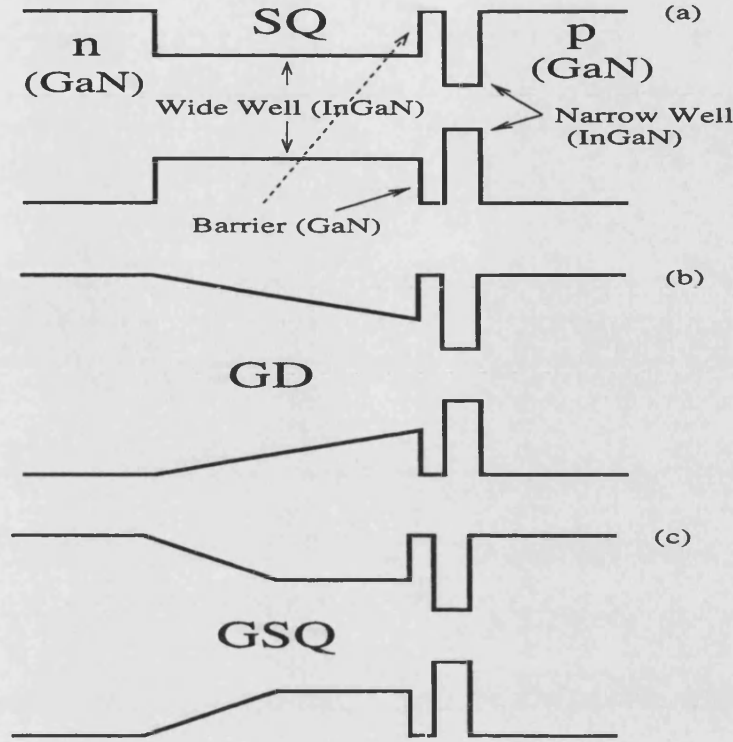 SQ
(a)
n
(GaN)
p
(GaN)
Wide Well (InGaN)
Narrow Well
(InGaN)
Barrier (GaN)
(b)
GD
(c)
GSQ